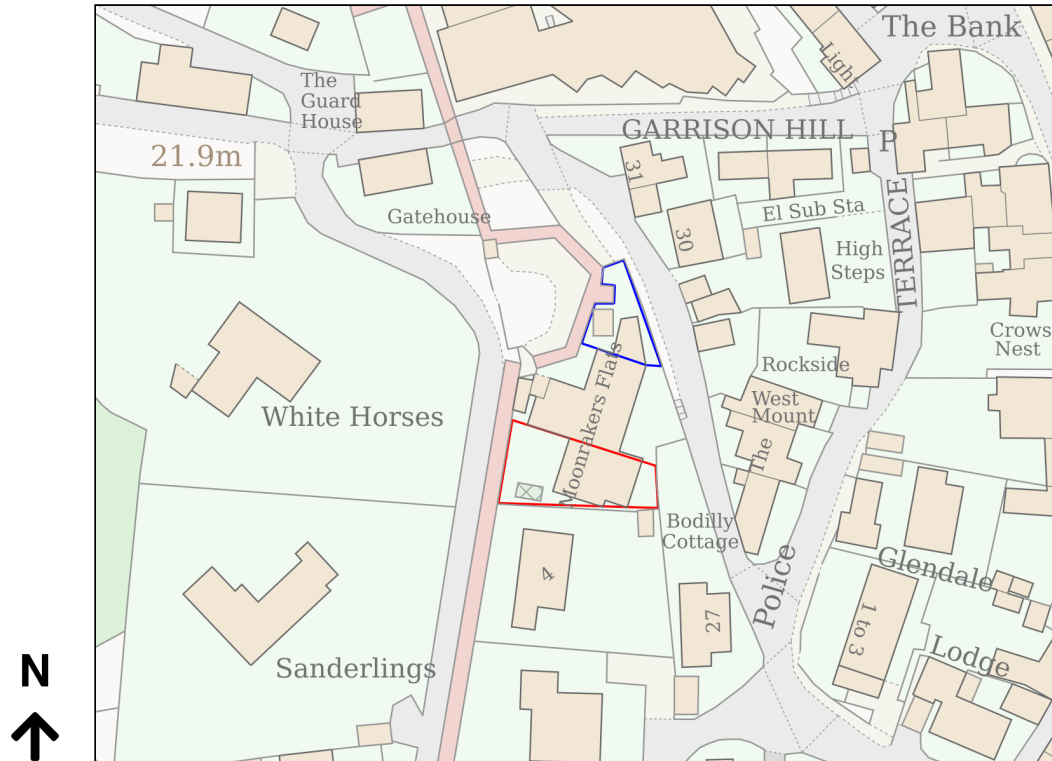 The Bank
Light
The
Guard
House
GARRISON HILL
P
21.9m
31
TERRACE
El Sub Sta
Gatehouse
30
High
Steps
Crows
Nest
Moonrakers Flats
Rockside
White Horses
West
Mount
The
Bodilly
Cottage
Glendale
4
Police
27
1 to 3
Lodge
Sanderlings
N